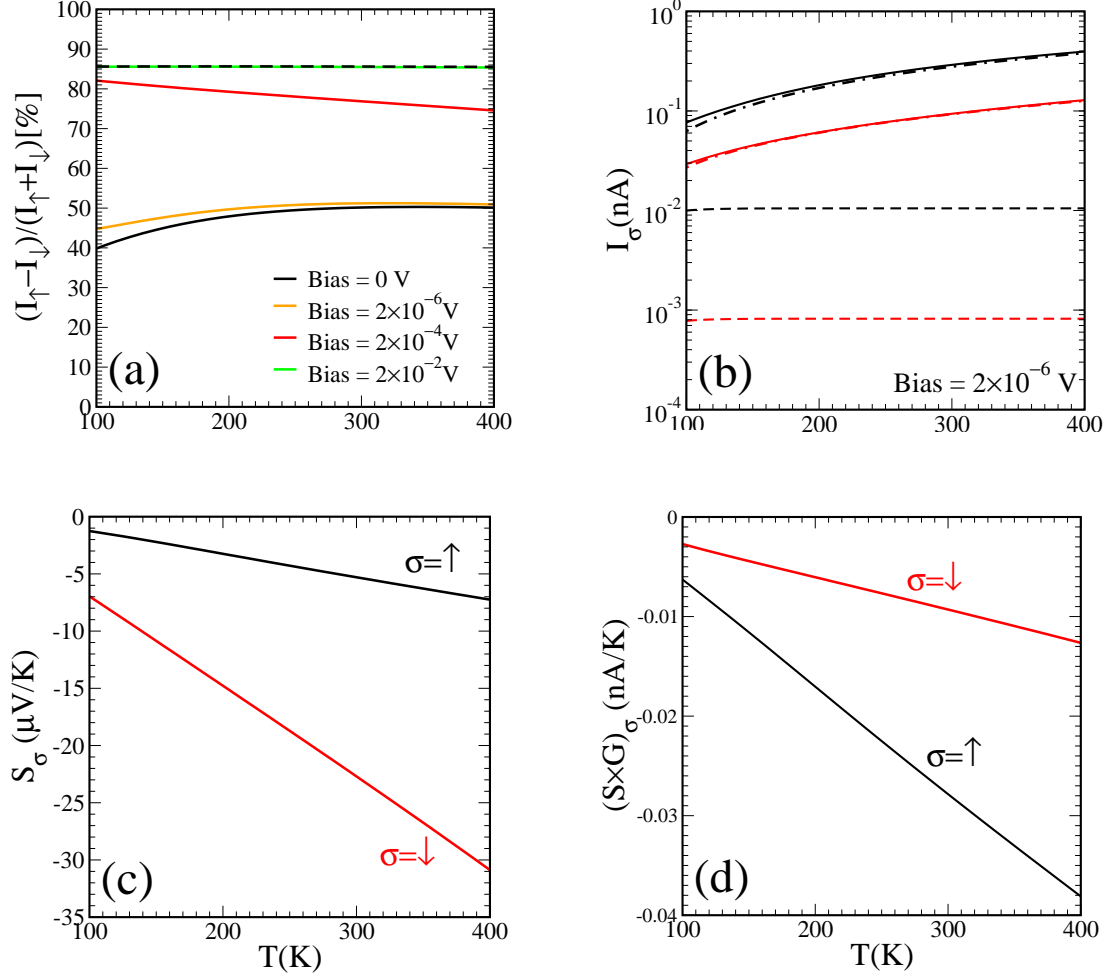 100
90
80
70
60
50
40
30
20
10
0
(I↑−I↓)/(I↑+I↓)[%]
Bias = 0 V
Bias = 2×10⁻⁶V
Bias = 2×10⁻⁴V
Bias = 2×10⁻²V
(a)
100 200 300 400
10⁰
10⁻¹
10⁻²
10⁻³
10⁻⁴
I_σ(nA)
(b)
Bias = 2×10⁻⁶ V
100 200 300 400
0
-5
-10
-15
-20
-25
-30
-35
S_σ (μV/K)
σ=↑
σ=↓
(c)
100 200 300 400
T(K)
0
-0.01
-0.02
-0.03
-0.04
(S×G)_σ (nA/K)
σ=↓
σ=↑
(d)
100 200 300 400
T(K)